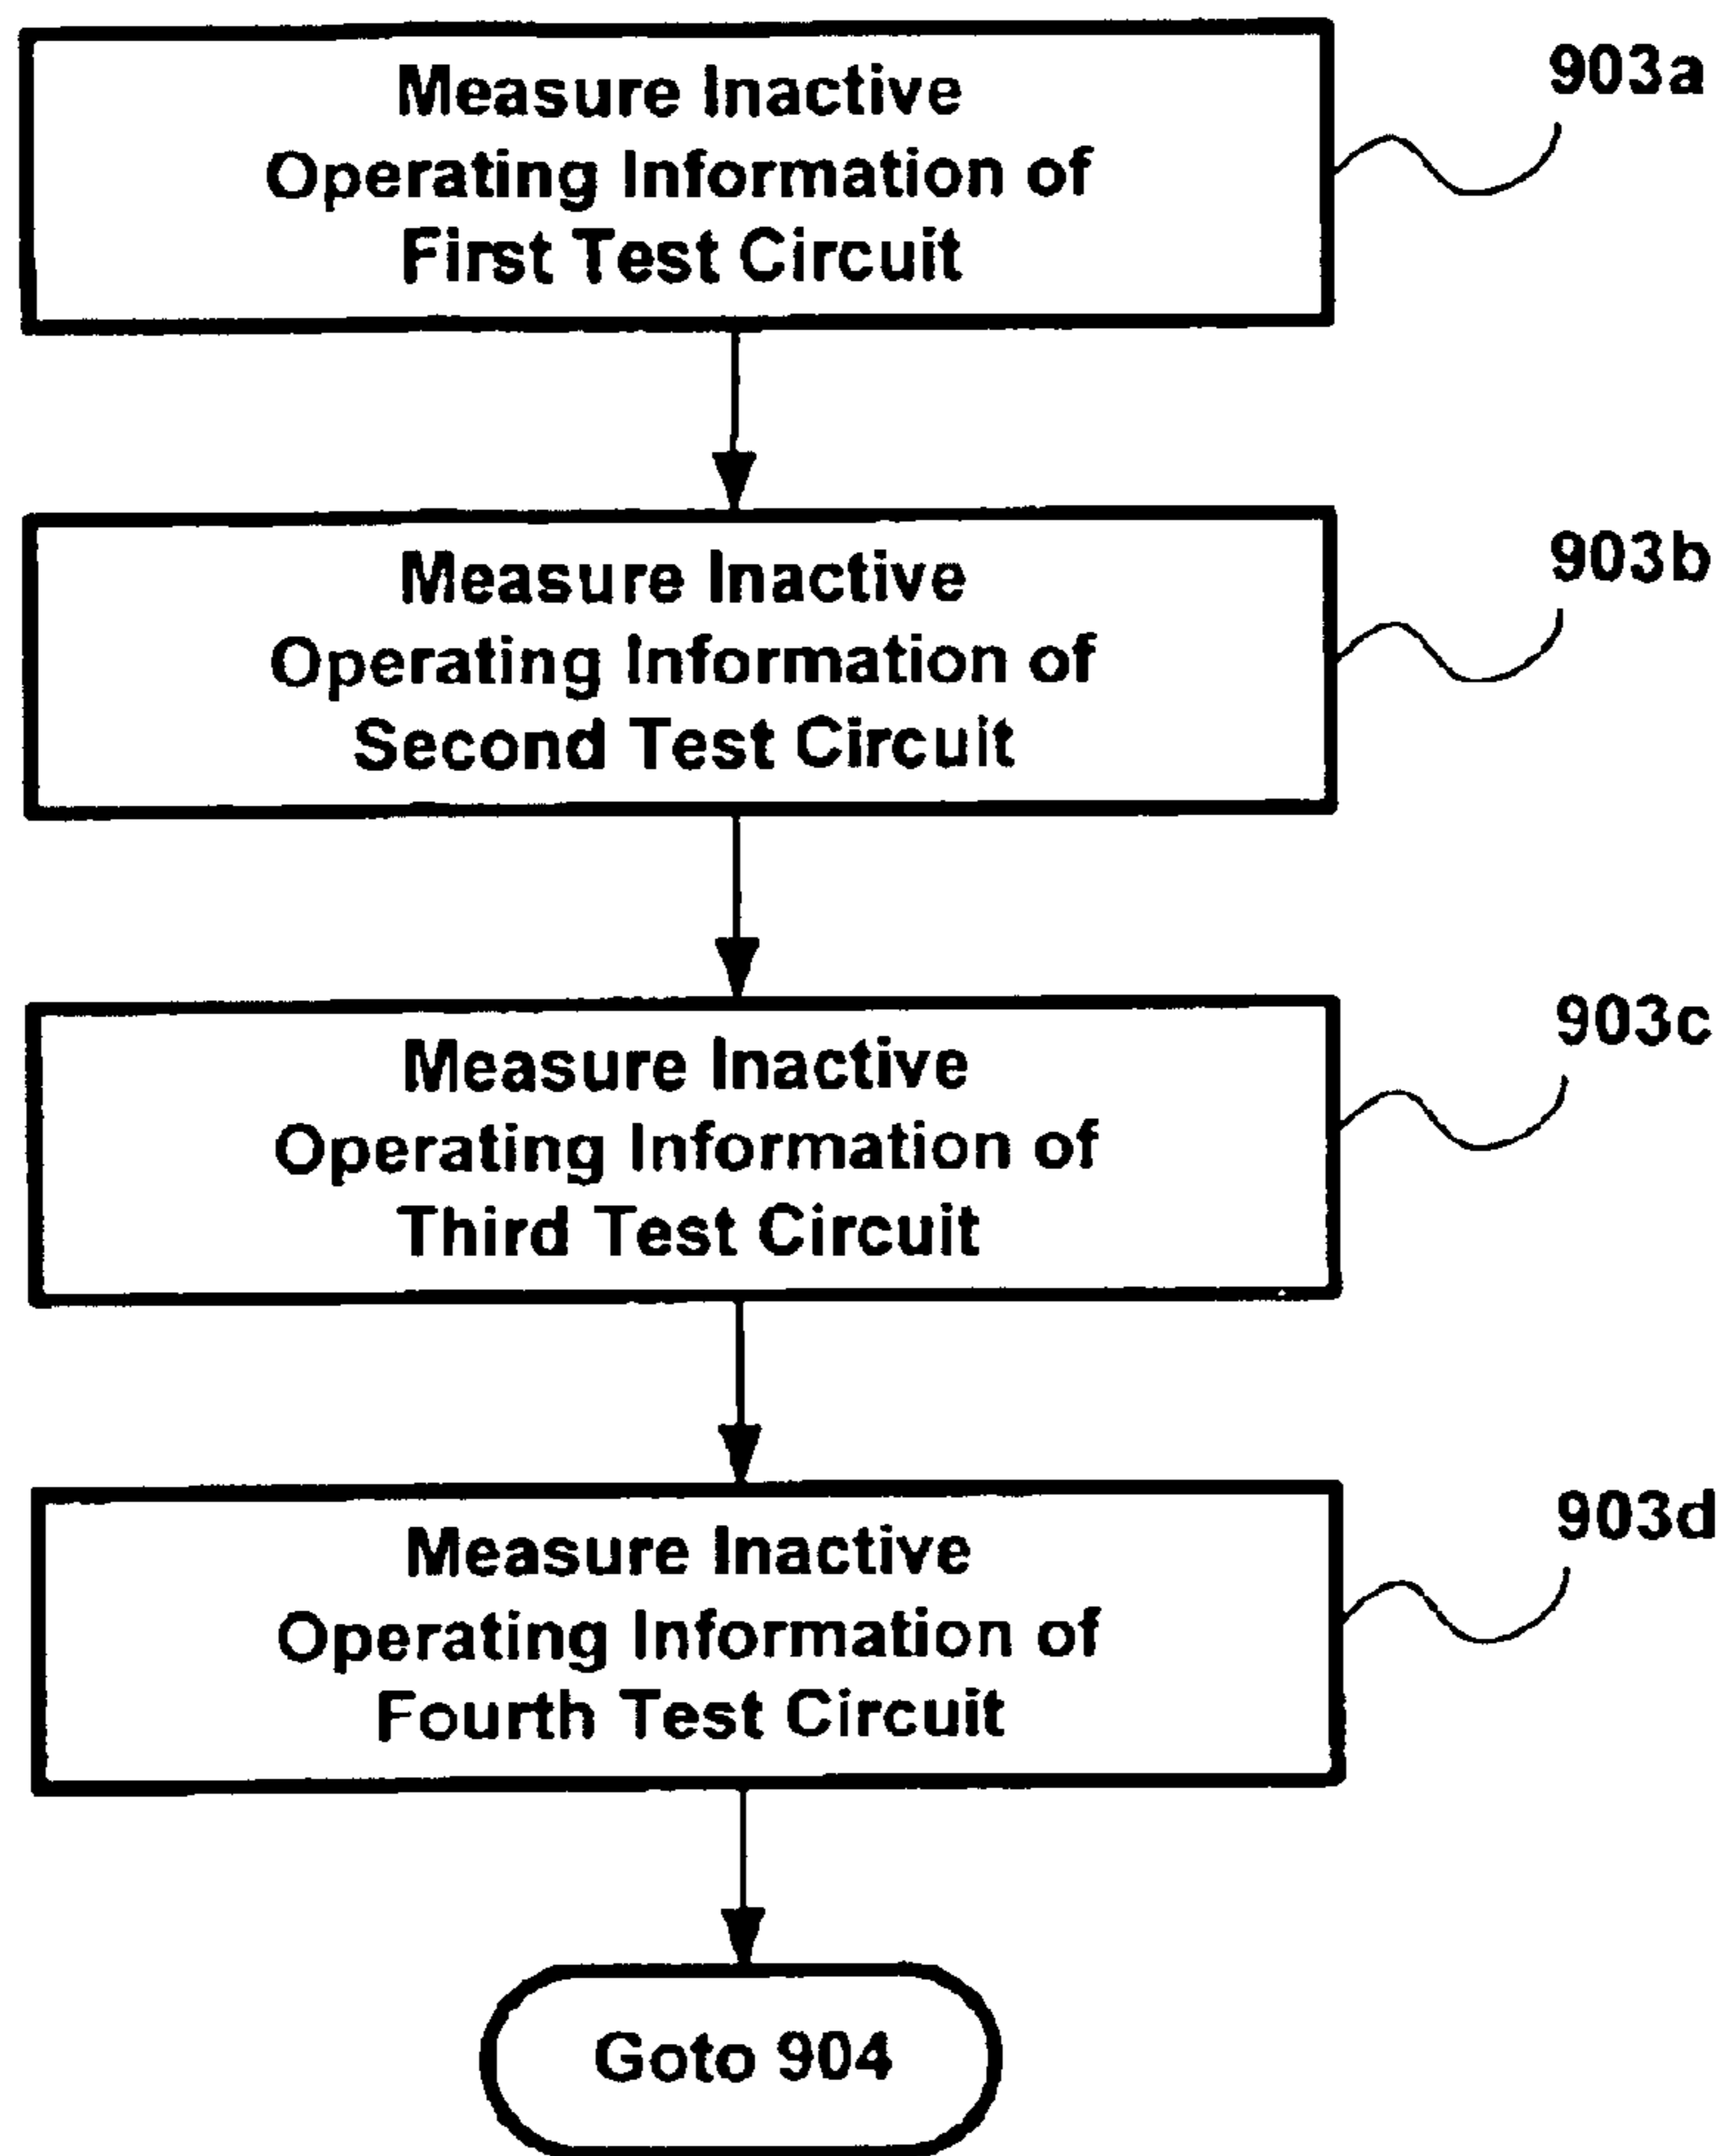 Measure Inactive
Operating Information of
First Test Circuit
903a
Measure Inactive
Operating Information of
Second Test Circuit
903b
Measure Inactive
Operating Information of
Third Test Circuit
903c
Measure Inactive
Operating Information of
Fourth Test Circuit
903d
Goto 904